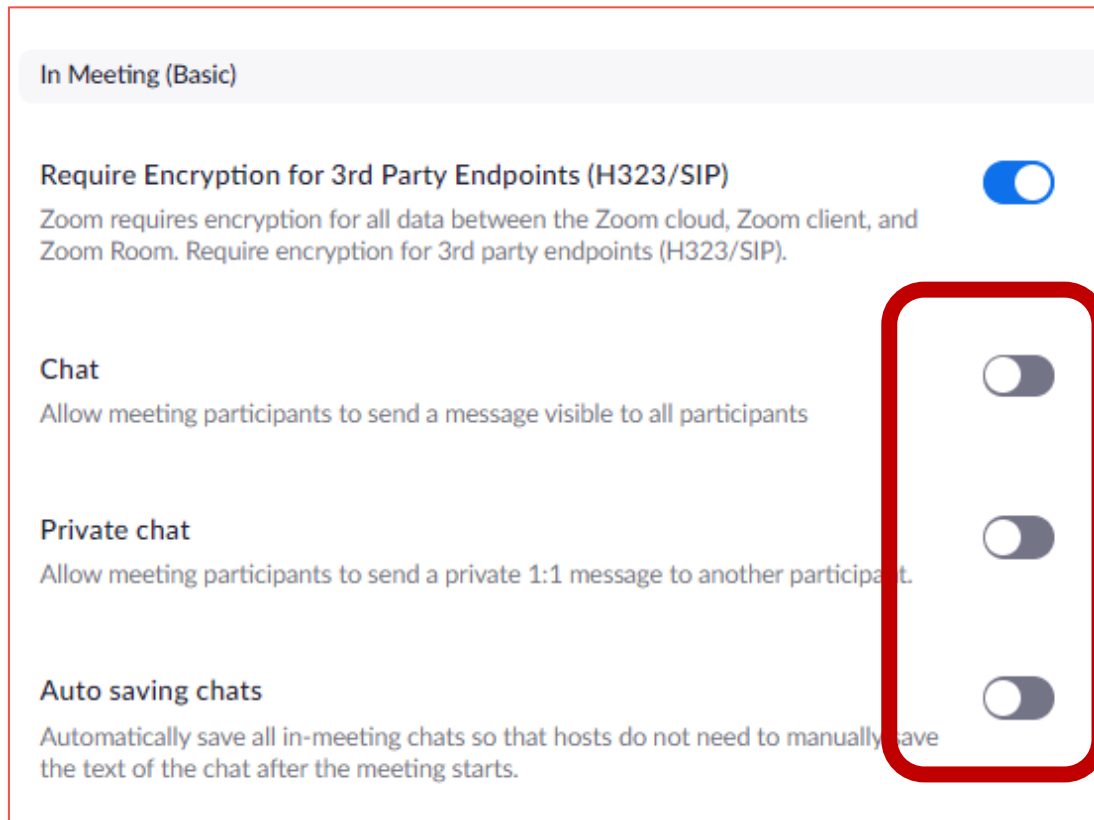 In Meeting (Basic)
Require Encryption for 3rd Party Endpoints (H323/SIP)
Zoom requires encryption for all data between the Zoom cloud, Zoom client, and
Zoom Room. Require encryption for 3rd party endpoints (H323/SIP).
Chat
Allow meeting participants to send a message visible to all participants
Private chat
Allow meeting participants to send a private 1:1 message to another participant.
Auto saving chats
Automatically save all in-meeting chats so that hosts do not need to manually save
the text of the chat after the meeting starts.